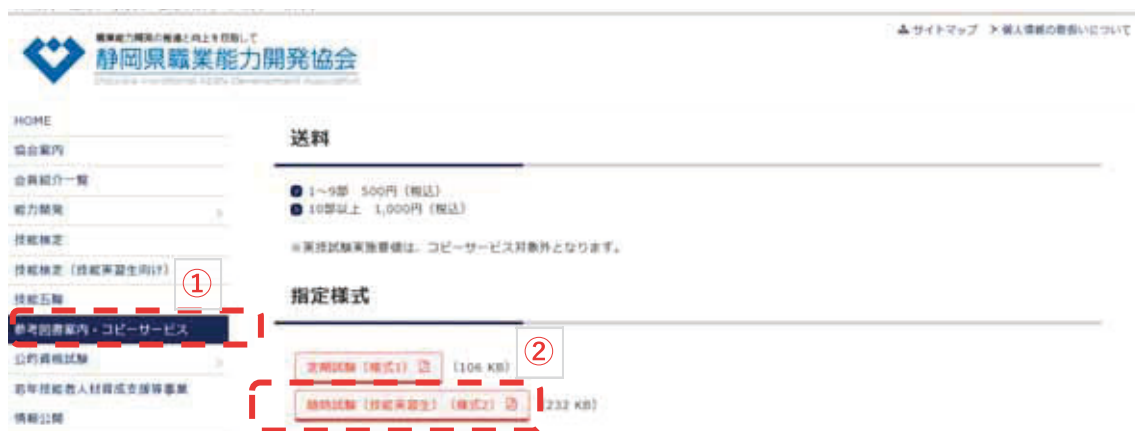 サイトマップ 個人情報の取扱いについて
職業能力開発の推進と向上を目指して
静岡県職業能力開発協会
HOME
協会案内
会員紹介一覧
能力開発
技能検定
技能検定（技能実習生向け）
①
技能五輪
参考図書案内・コピーサービス
公的資格試験
若年技能者人材育成支援等事業
情報公開
送料
1～9部 500円（税込）
10部以上 1,000円（税込）
※実技試験実施要領は、コピーサービス対象外となります。
指定様式
②
定期試験（様式1） （106 KB）
随時試験（技能実習生）（様式2） （232 KB）